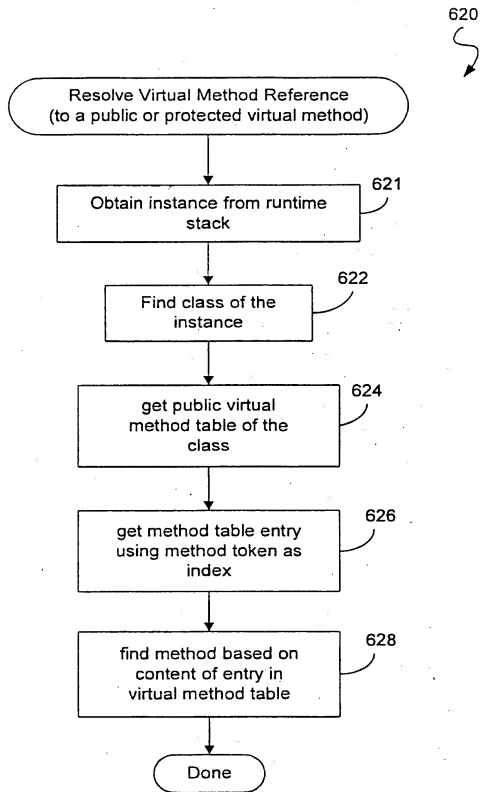 620
Resolve Virtual Method Reference
(to a public or protected virtual method)
621
Obtain instance from runtime
stack
622
Find class of the
instance
624
get public virtual
method table of the
class
626
get method table entry
using method token as
index
628
find method based on
content of entry in
virtual method table
Done